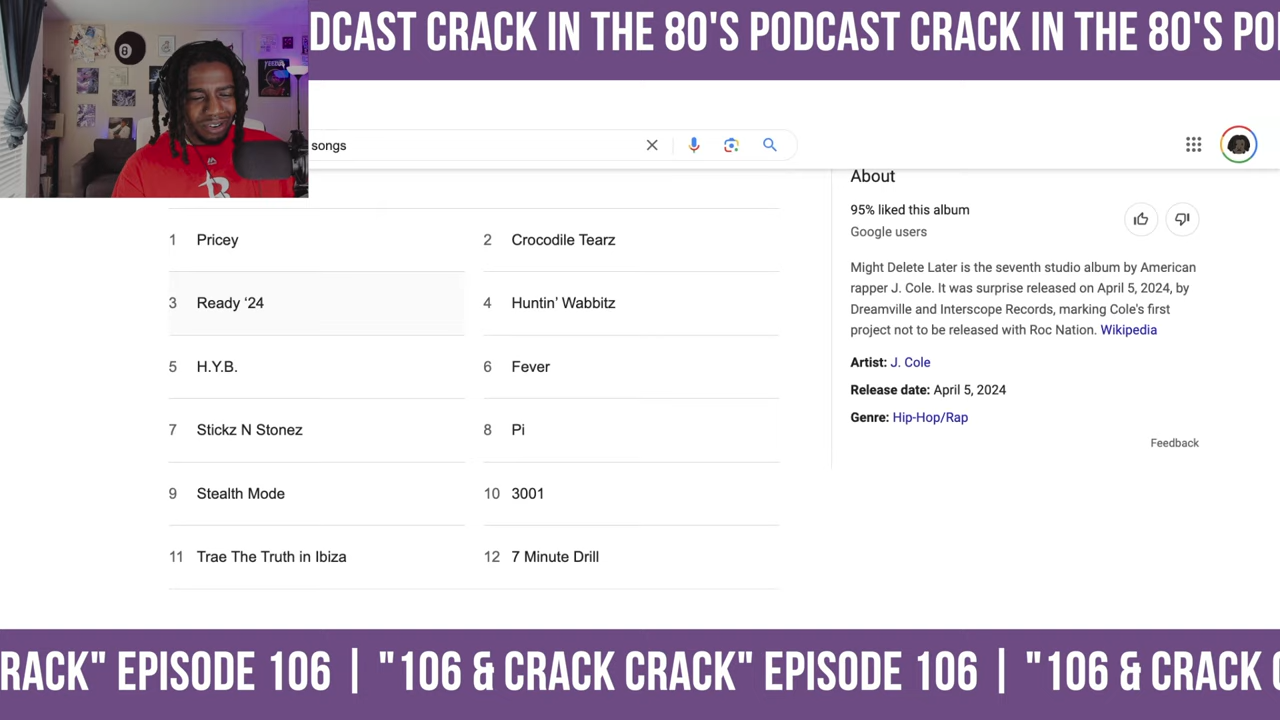 DCAST CRACK IN THE 80'S PODCAST CRACK IN THE 80'S PO
songs
About
95% liked this album
Google users
1 Pricey
2 Crocodile Tearz
Might Delete Later is the seventh studio album by American
rapper J. Cole. It was surprise released on April 5, 2024, by
Dreamville and Interscope Records, marking Cole's first
project not to be released with Roc Nation. Wikipedia
3 Ready ‘24
4 Huntin’ Wabbitz
5 H.Y.B.
6 Fever
Artist: J. Cole
Release date: April 5, 2024
Genre: Hip-Hop/Rap
7 Stickz N Stonez
8 Pi
Feedback
9 Stealth Mode
10 3001
11 Trae The Truth in Ibiza
12 7 Minute Drill
RACK" EPISODE 106 | "106 & CRACK CRACK" EPISODE 106 | "106 & CRACK